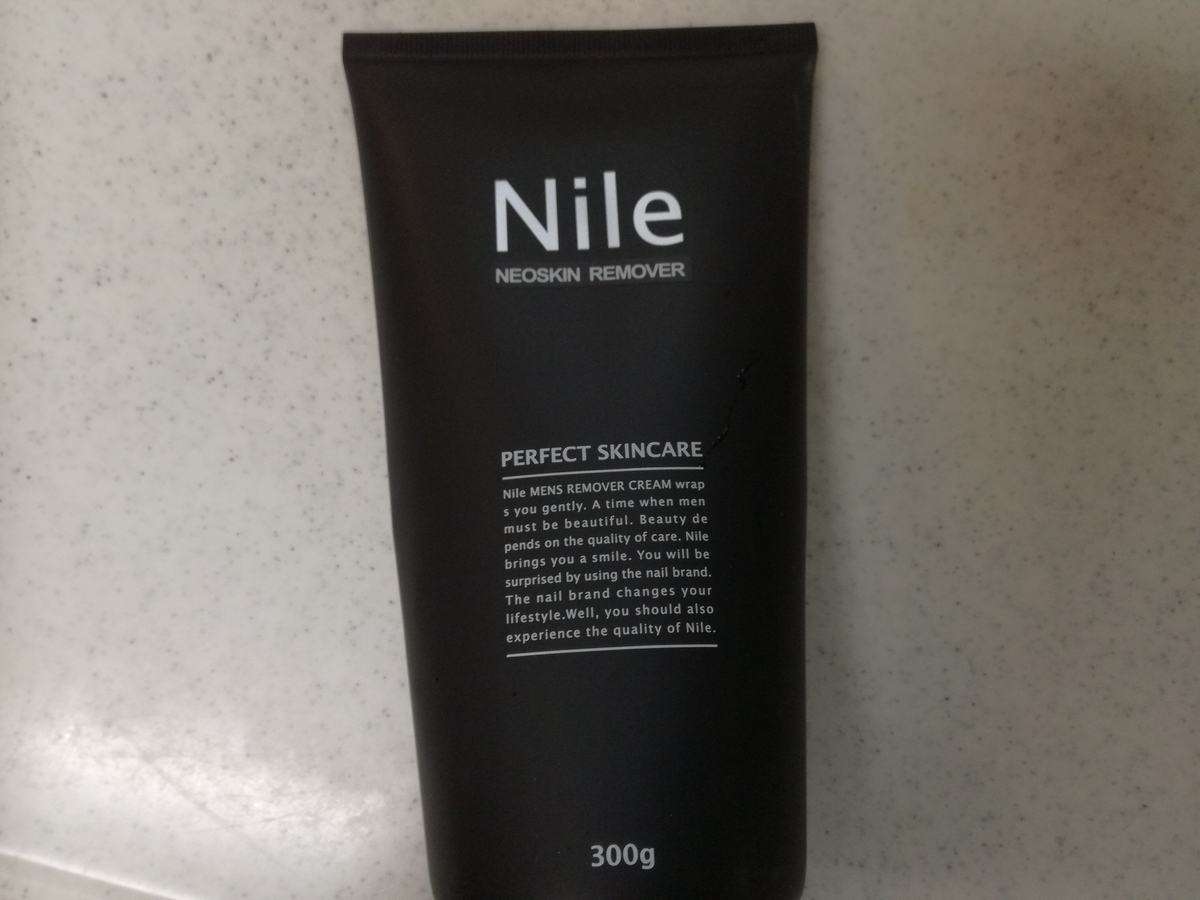 Nile
NEOSKIN REMOVER
PERFECT SKINCARE
Nile MENS REMOVER CREAM wrap
s you gently. A time when men
must be beautiful. Beauty de
pends on the quality of care. Nile
brings you a smile. You will be
surprised by using the nail brand.
The nail brand changes your
lifestyle.Well, you should also
experience the quality of Nile.
300g